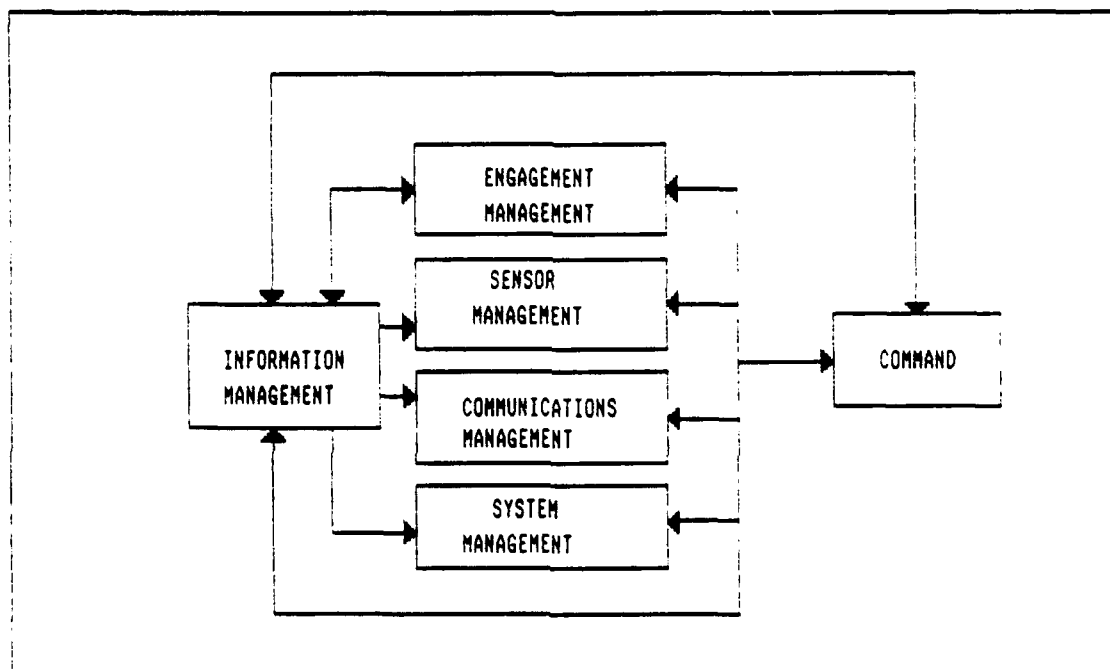 ENGAGEMENT
MANAGEMENT
SENSOR
MANAGEMENT
INFORMATION
MANAGEMENT
COMMAND
COMMUNICATIONS
MANAGEMENT
SYSTEM
MANAGEMENT